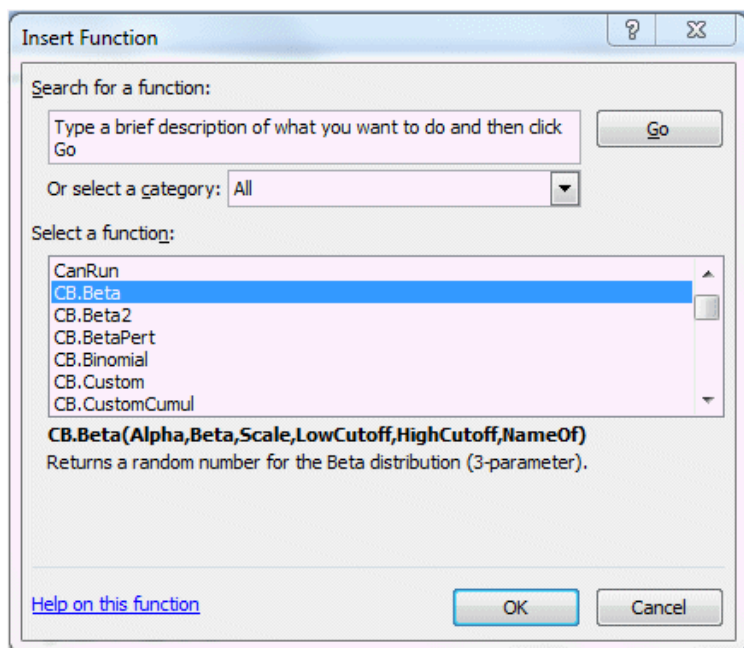 Insert Function
Search for a function:
Type a brief description of what you want to do and then click
Go
Go
Or select a category: All
Select a function:
CanRun
CB.Beta
CB.Beta2
CB.BetaPert
CB.Binomial
CB.Custom
CB.CustomCumul
CB.Beta(Alpha,Beta,Scale,LowCutoff,HighCutoff,NameOf)
Returns a random number for the Beta distribution (3-parameter).
Help on this function
OK
Cancel